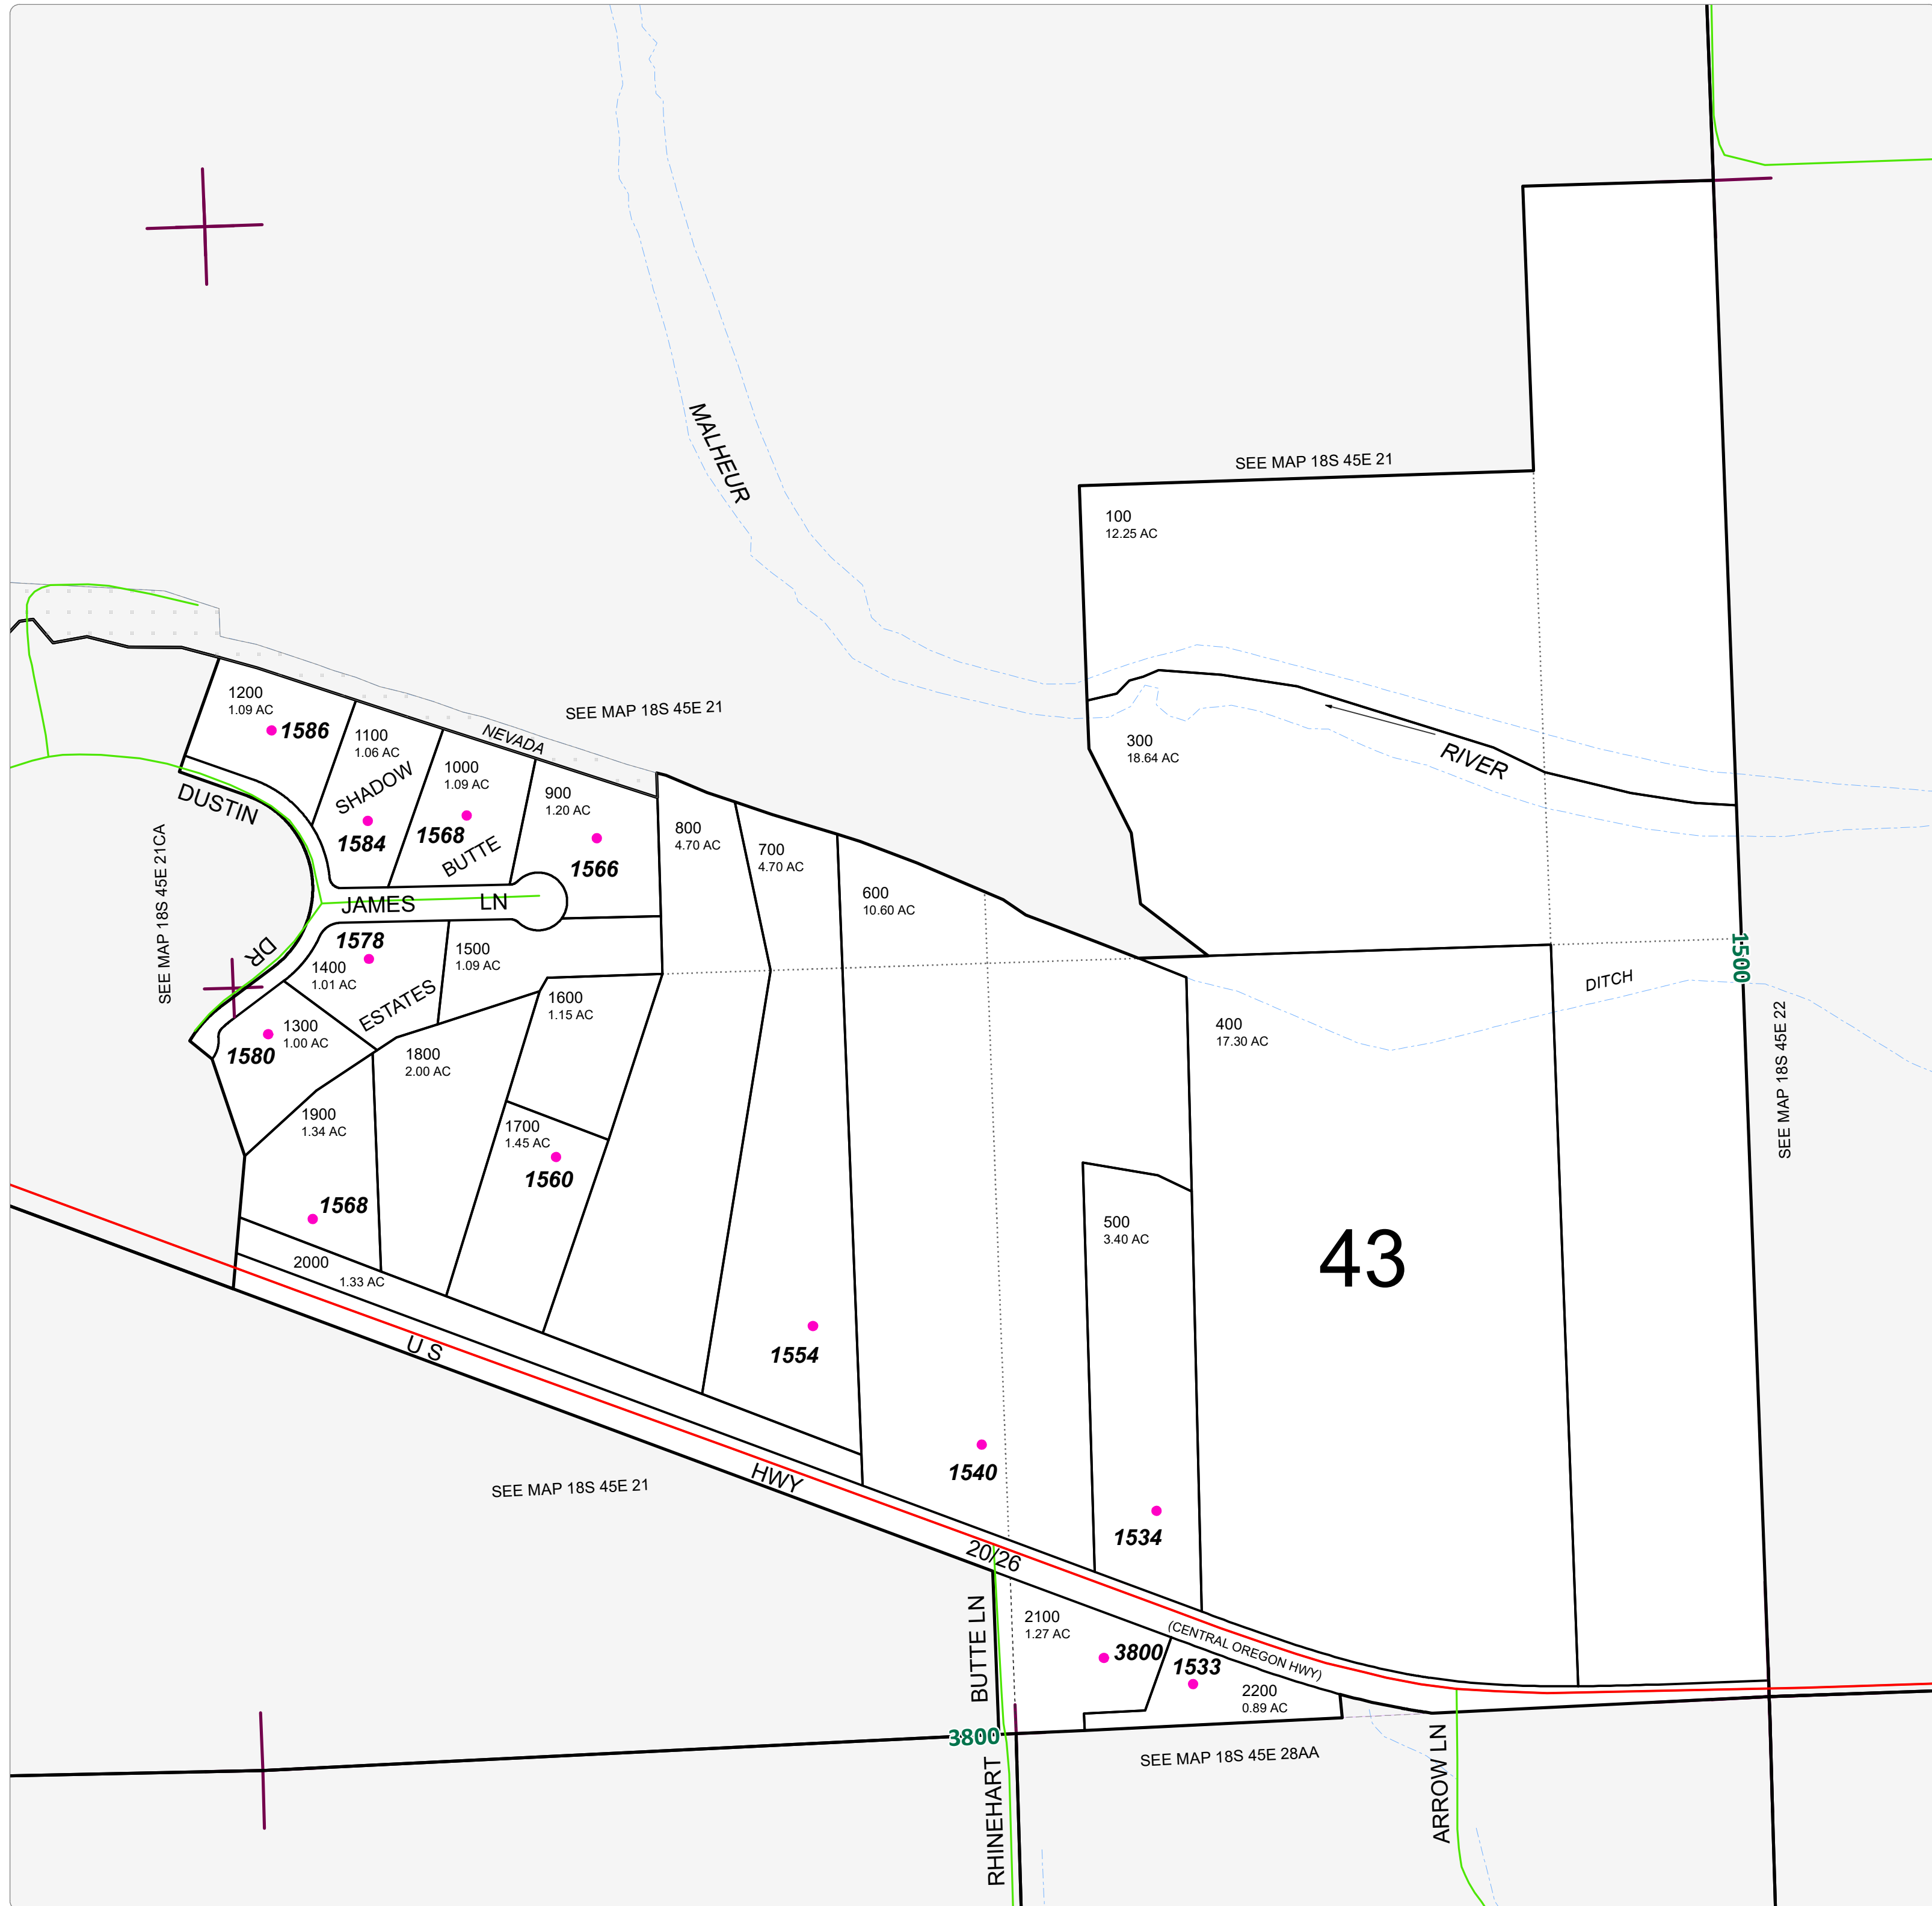 SEE MAP 18S 45E 21
MALHEUR
100
12.25 AC
1200
1.09 AC
1586
SEE MAP 18S 45E 21
NEVADA
1100
1.06 AC
SHADOW
1584
1000
1.09 AC
1568
BUTTE
900
1.20 AC
1566
300
18.64 AC
RIVER
DUSTIN
DR
SEE MAP 18S 45E 21CA
800
4.70 AC
700
4.70 AC
600
10.60 AC
JAMES LN
1578
1400
1.01 AC
1500
1.09 AC
ESTATES
1500
DITCH
1300
1.00 AC
1580
1600
1.15 AC
400
17.30 AC
SEE MAP 18S 45E 22
1800
2.00 AC
1900
1.34 AC
1568
1700
1.45 AC
1560
500
3.40 AC
43
2000
1.33 AC
U S
HWY
20/26
(CENTRAL OREGON HWY)
1554
SEE MAP 18S 45E 21
1540
1534
BUTTE LN
2100
1.27 AC
3800
1533
2200
0.89 AC
3800
SEE MAP 18S 45E 28AA
RHINEHART
ARROW LN